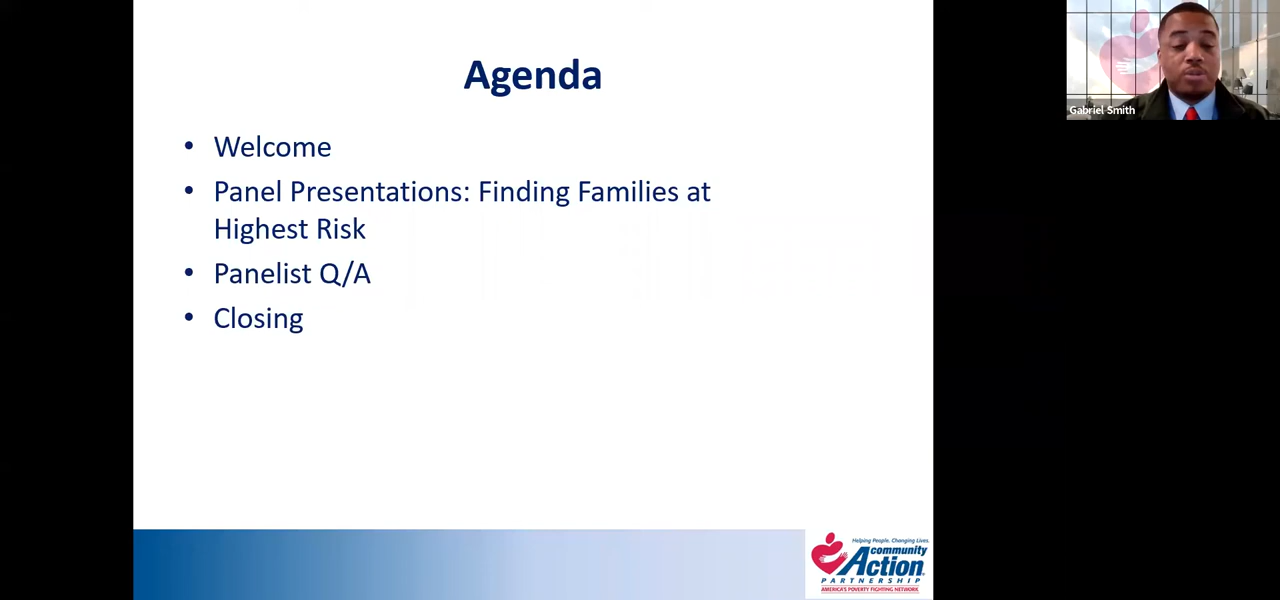 Agenda
• Welcome
• Panel Presentations: Finding Families at
Highest Risk
• Panelist Q/A
• Closing
Gabriel Smith
Helping People. Changing Lives.
community
Action
PARTNERSHIP
AMERICA'S POVERTY FIGHTING NETWORK